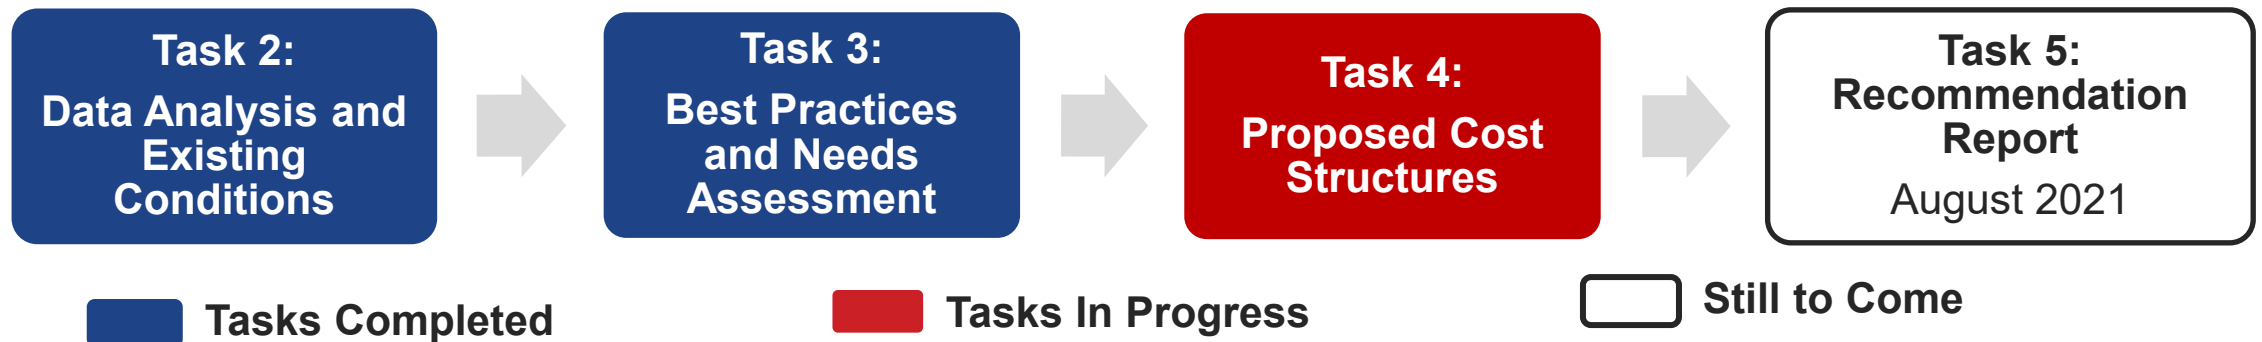 Task 2:
Data Analysis and
Existing
Conditions
Task 3:
Best Practices
and Needs
Assessment
Task 4:
Proposed Cost
Structures
Task 5:
Recommendation
Report
August 2021
Tasks Completed
Tasks In Progress
Still to Come